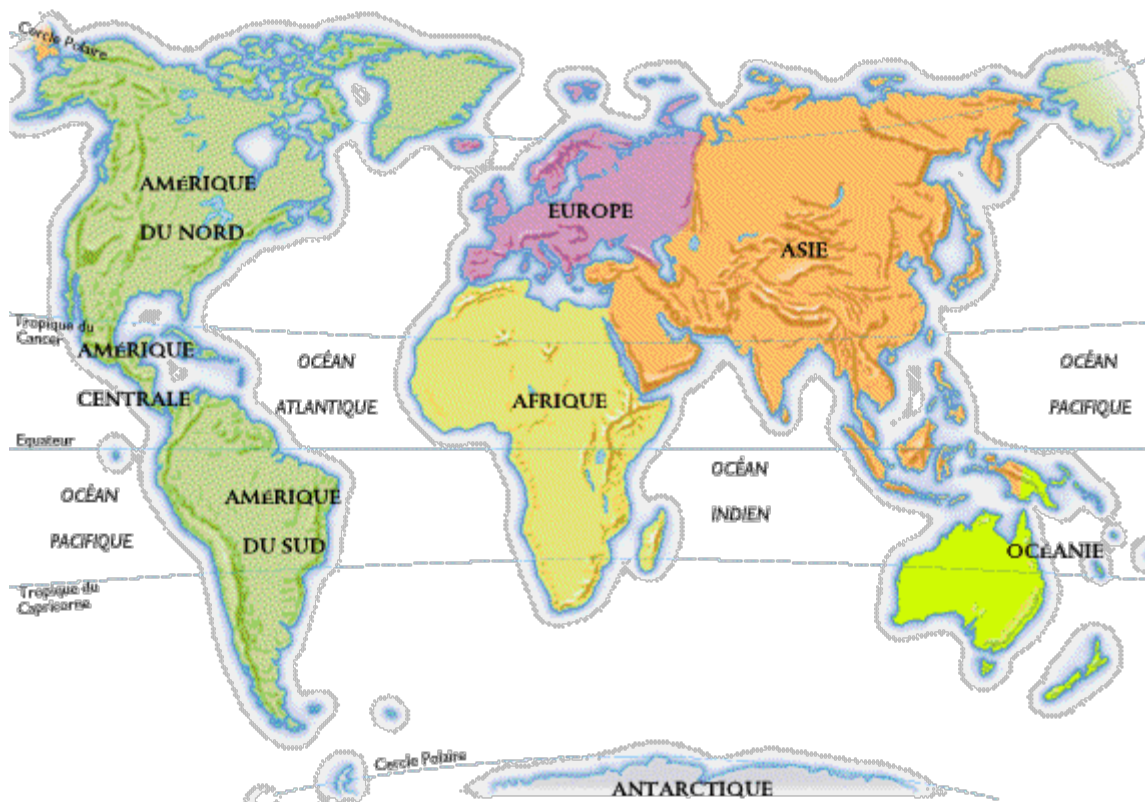 Cercle Polaire
AMÉRIQUE
DU NORD
EUROPE
ASIE
Tropique du
Cancer
AMÉRIQUE
CENTRALE
OCÉAN
ATLANTIQUE
AFRIQUE
OCÉAN
PACIFIQUE
Equateur
OCÉAN
PACIFIQUE
AMÉRIQUE
DU SUD
OCÉAN
INDIEN
OCÉANIE
Tropique du
Capricorne
Cercle Polaire
ANTARCTIQUE